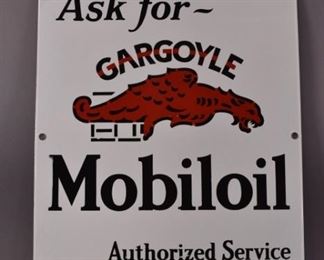 Ask for~
GARGOYLE
Mobiloil
Authorized Service